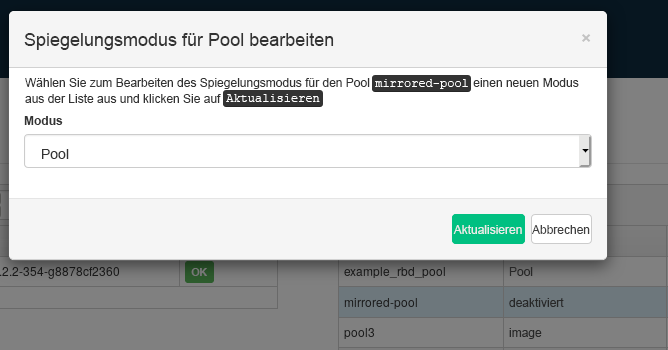 Spiegelungsmodus für Pool bearbeiten
×
Wählen Sie zum Bearbeiten des Spiegelungsmodus für den Pool mirrored-pool einen neuen Modus
aus der Liste aus und klicken Sie auf Aktualisieren
Modus
Pool
Aktualisieren Abbrechen
.2.2-354-g8878cf2360 OK
example_rbd_pool Pool
mirrored-pool deaktiviert
pool3 image